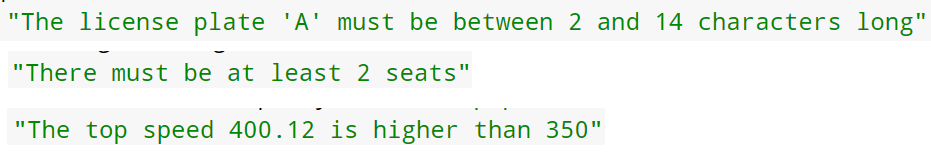 "The license plate 'A' must be between 2 and 14 characters long"
"There must be at least 2 seats"
"The top speed 400.12 is higher than 350"